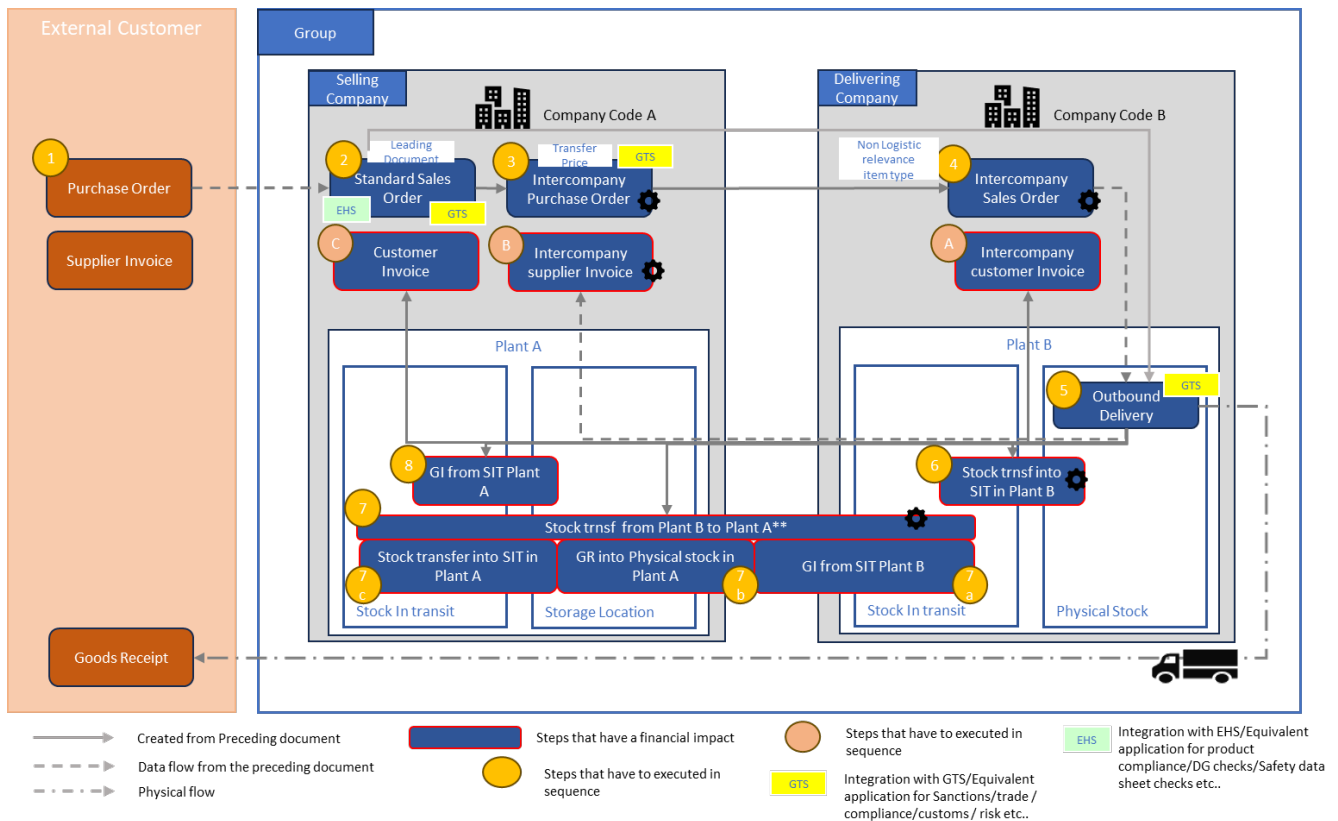 External Customer
Group
Selling
Company
Company Code A
Delivering
Company
Company Code B
1
Purchase Order
Supplier Invoice
2
Leading
Document
Standard Sales
Order
EHS
GTS
3
Transfer
Price
GTS
Intercompany
Purchase Order
Non Logistic
relevance
item type
4
Intercompany
Sales Order
C
Customer
Invoice
B
Intercompany
supplier Invoice
A
Intercompany
customer Invoice
Plant A
Plant B
5
GTS
Outbound
Delivery
8
GI from SIT Plant
A
6
Stock trnsf into
SIT in Plant B
7
Stock trnsf from Plant B to Plant A**
Stock transfer into SIT in
Plant A
7
c
GR into Physical stock in
Plant A
7
b
GI from SIT Plant B
7
a
Stock In transit
Storage Location
Stock In transit
Physical Stock
Goods Receipt
Created from Preceding document
Data flow from the preceding document
Physical flow
Steps that have a financial impact
Steps that have to executed in
sequence
Steps that have to executed in
sequence
GTS
Integration with GTS/Equivalent
application for Sanctions/trade /
compliance/customs / risk etc..
EHS
Integration with EHS/Equivalent
application for product
compliance/DG checks/Safety data
sheet checks etc..